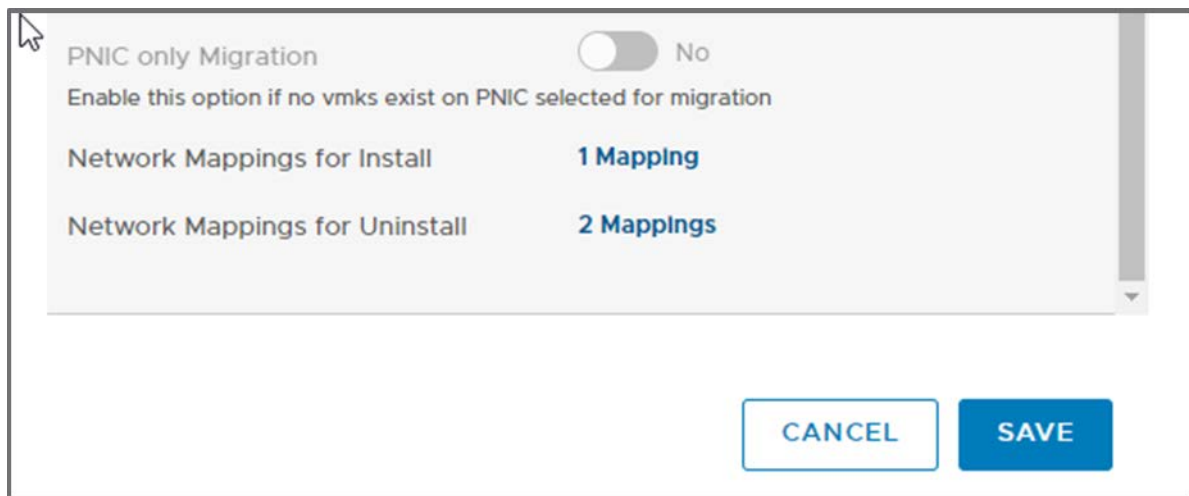 PNIC only Migration No
Enable this option if no vmks exist on PNIC selected for migration
Network Mappings for Install 1 Mapping
Network Mappings for Uninstall 2 Mappings
CANCEL SAVE